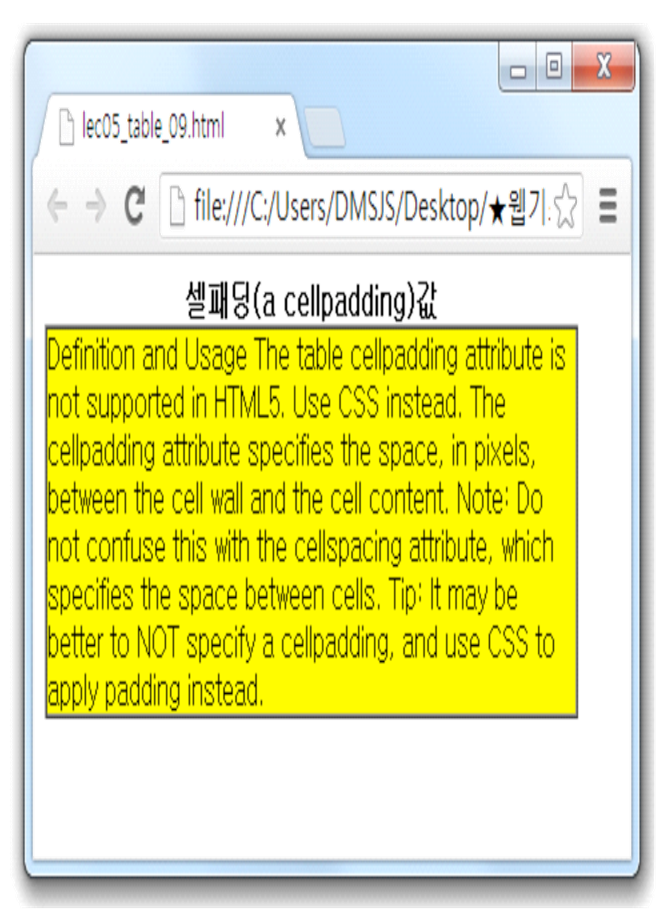 lec05_table_09.html
file:///C:/Users/DMSJS/Desktop/★웹기
셀패딩(a cellpadding)값
Definition and Usage The table cellpadding attribute is
not supported in HTML5. Use CSS instead. The
cellpadding attribute specifies the space, in pixels,
between the cell wall and the cell content. Note: Do
not confuse this with the cellspacing attribute, which
specifies the space between cells. Tip: It may be
better to NOT specify a cellpadding, and use CSS to
apply padding instead.